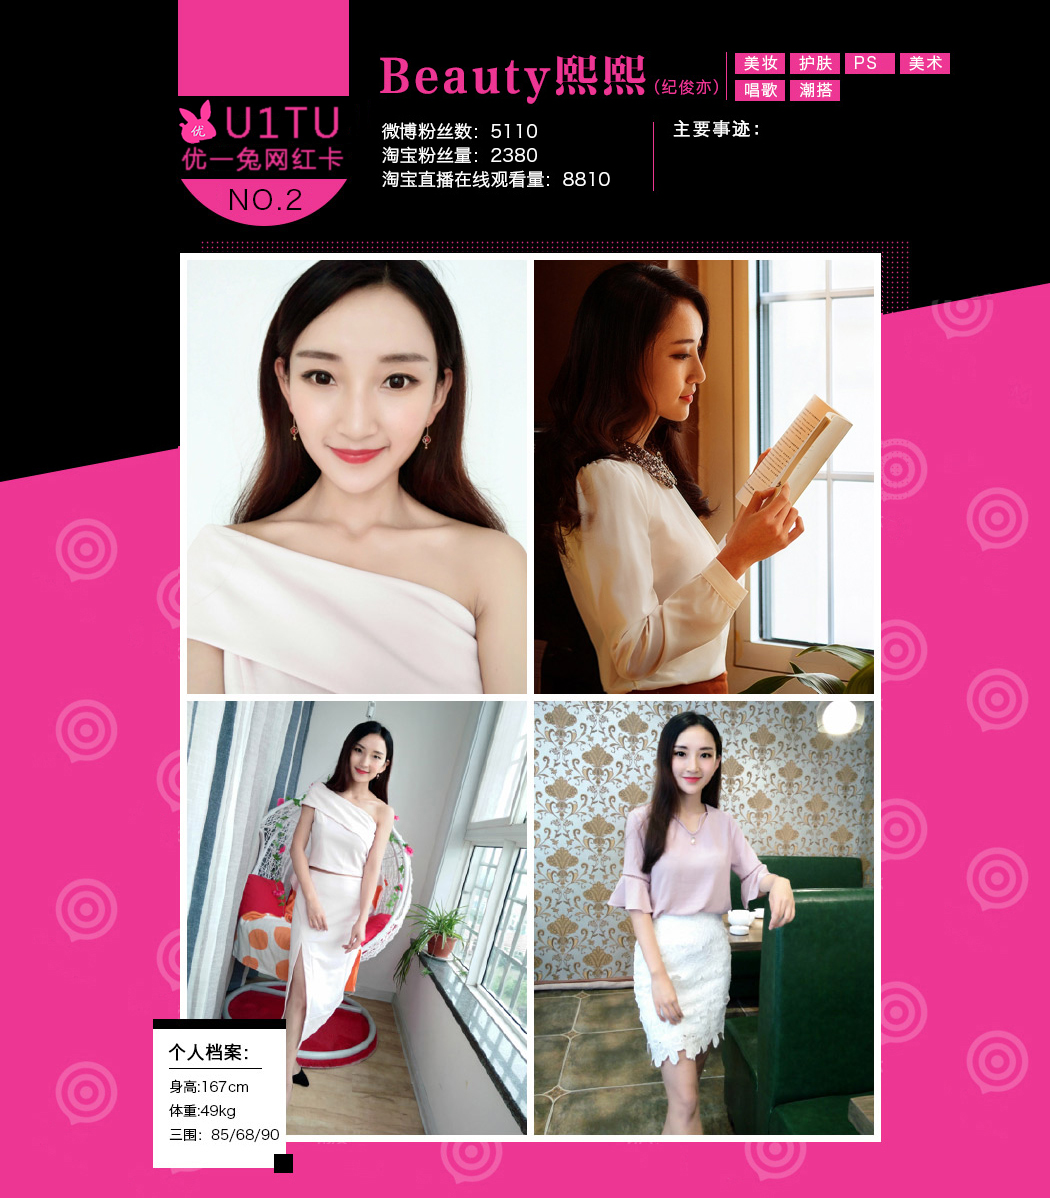 U1TU
优
优一兔网红卡
NO.2
Beauty熙熙(纪俊亦)
美妆 护肤 PS 美术
唱歌 潮搭
微博粉丝数：5110
淘宝粉丝量：2380
淘宝直播在线观看量：8810
主要事迹：
个人档案：
身高:167cm
体重:49kg
三围：85/68/90